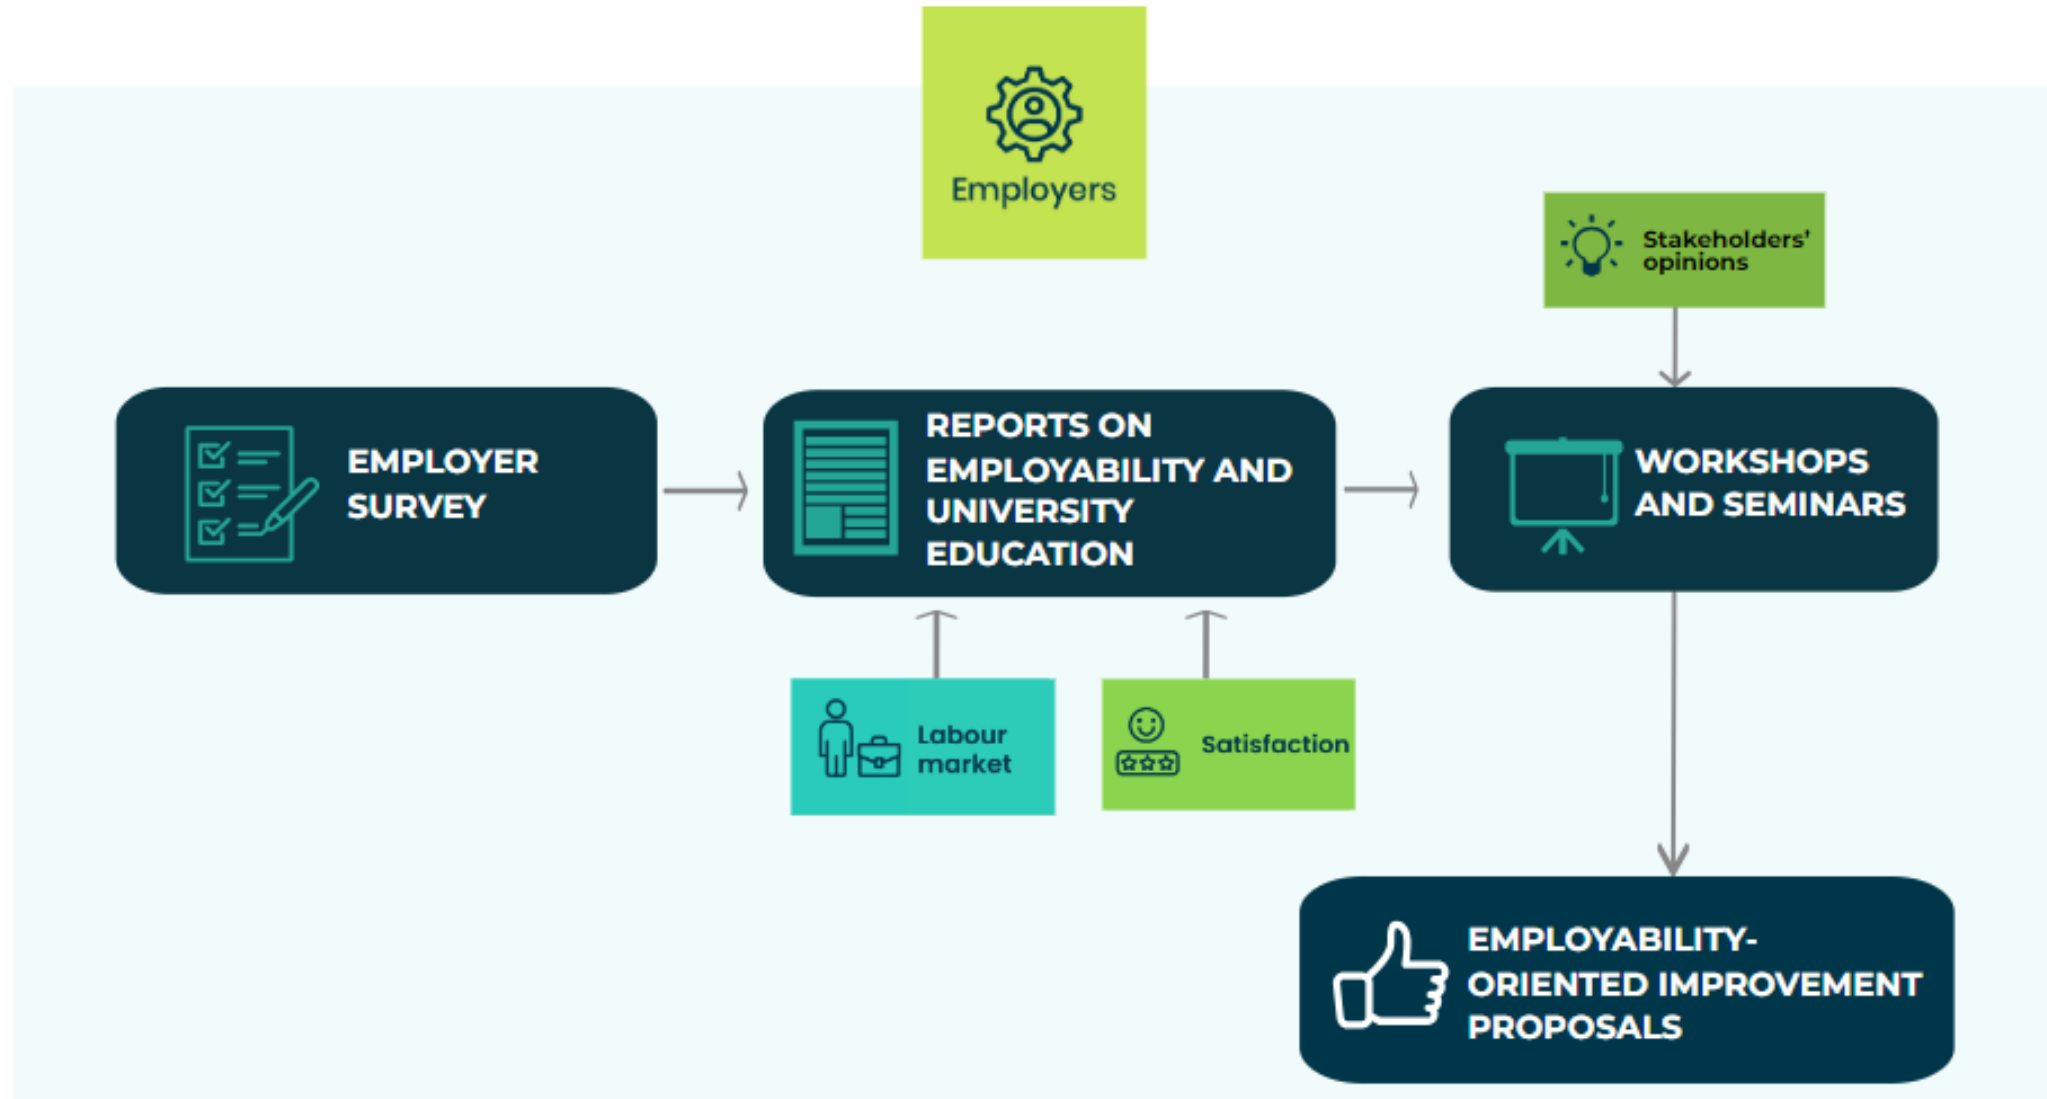 Employers
Stakeholders'
opinions
EMPLOYER
SURVEY
REPORTS ON
EMPLOYABILITY AND
UNIVERSITY
EDUCATION
WORKSHOPS
AND SEMINARS
Labour
market
Satisfaction
EMPLOYABILITY-
ORIENTED IMPROVEMENT
PROPOSALS